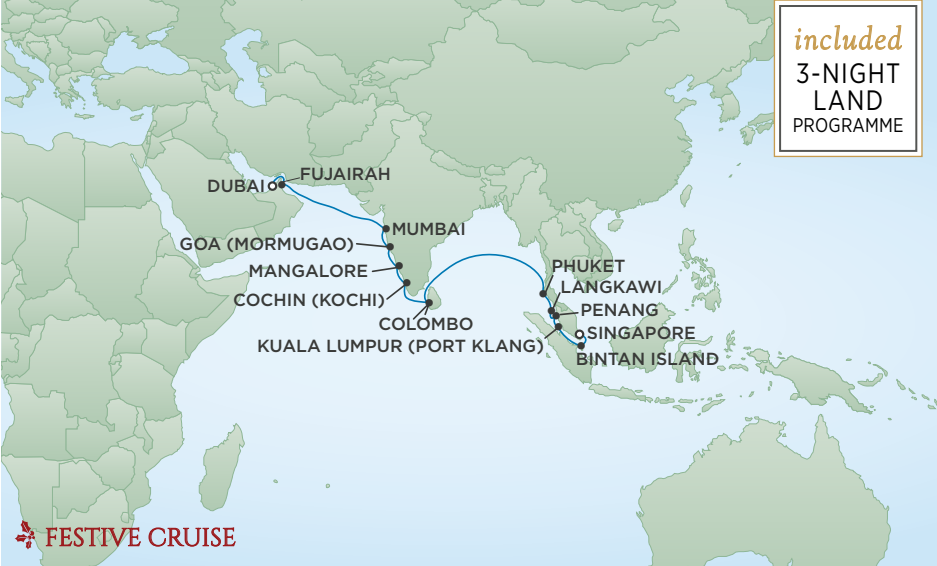 included
3-NIGHT
LAND
PROGRAMME
FUJAIRAH
DUBAI
MUMBAI
GOA (MORMUGAO)
MANGALORE
COCHIN (KOCHI)
COLOMBO
PHUKET
LANGKAWI
PENANG
SINGAPORE
KUALA LUMPUR (PORT KLANG)
BINTAN ISLAND
FESTIVE CRUISE